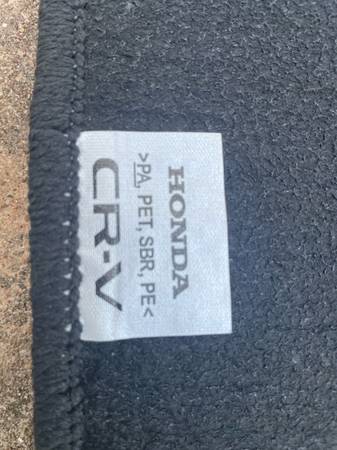 HONDA
>PA, PET, SBR, PE<
CR-V